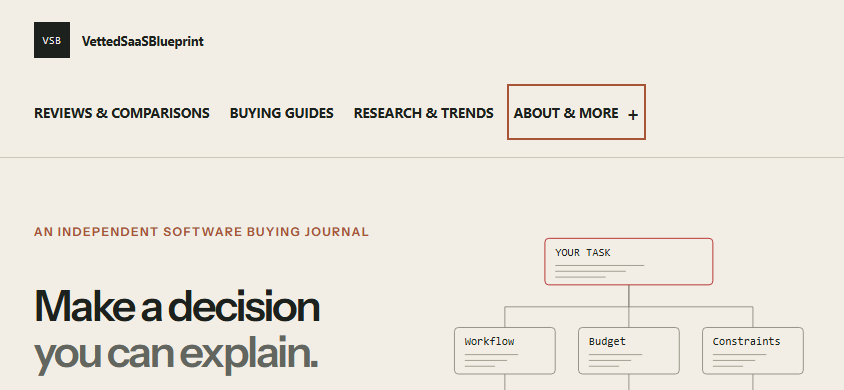 VSB
VettedSaaSBlueprint
REVIEWS & COMPARISONS BUYING GUIDES RESEARCH & TRENDS ABOUT & MORE +
AN INDEPENDENT SOFTWARE BUYING JOURNAL
YOUR TASK
Make a decision
you can explain.
Workflow Budget Constraints